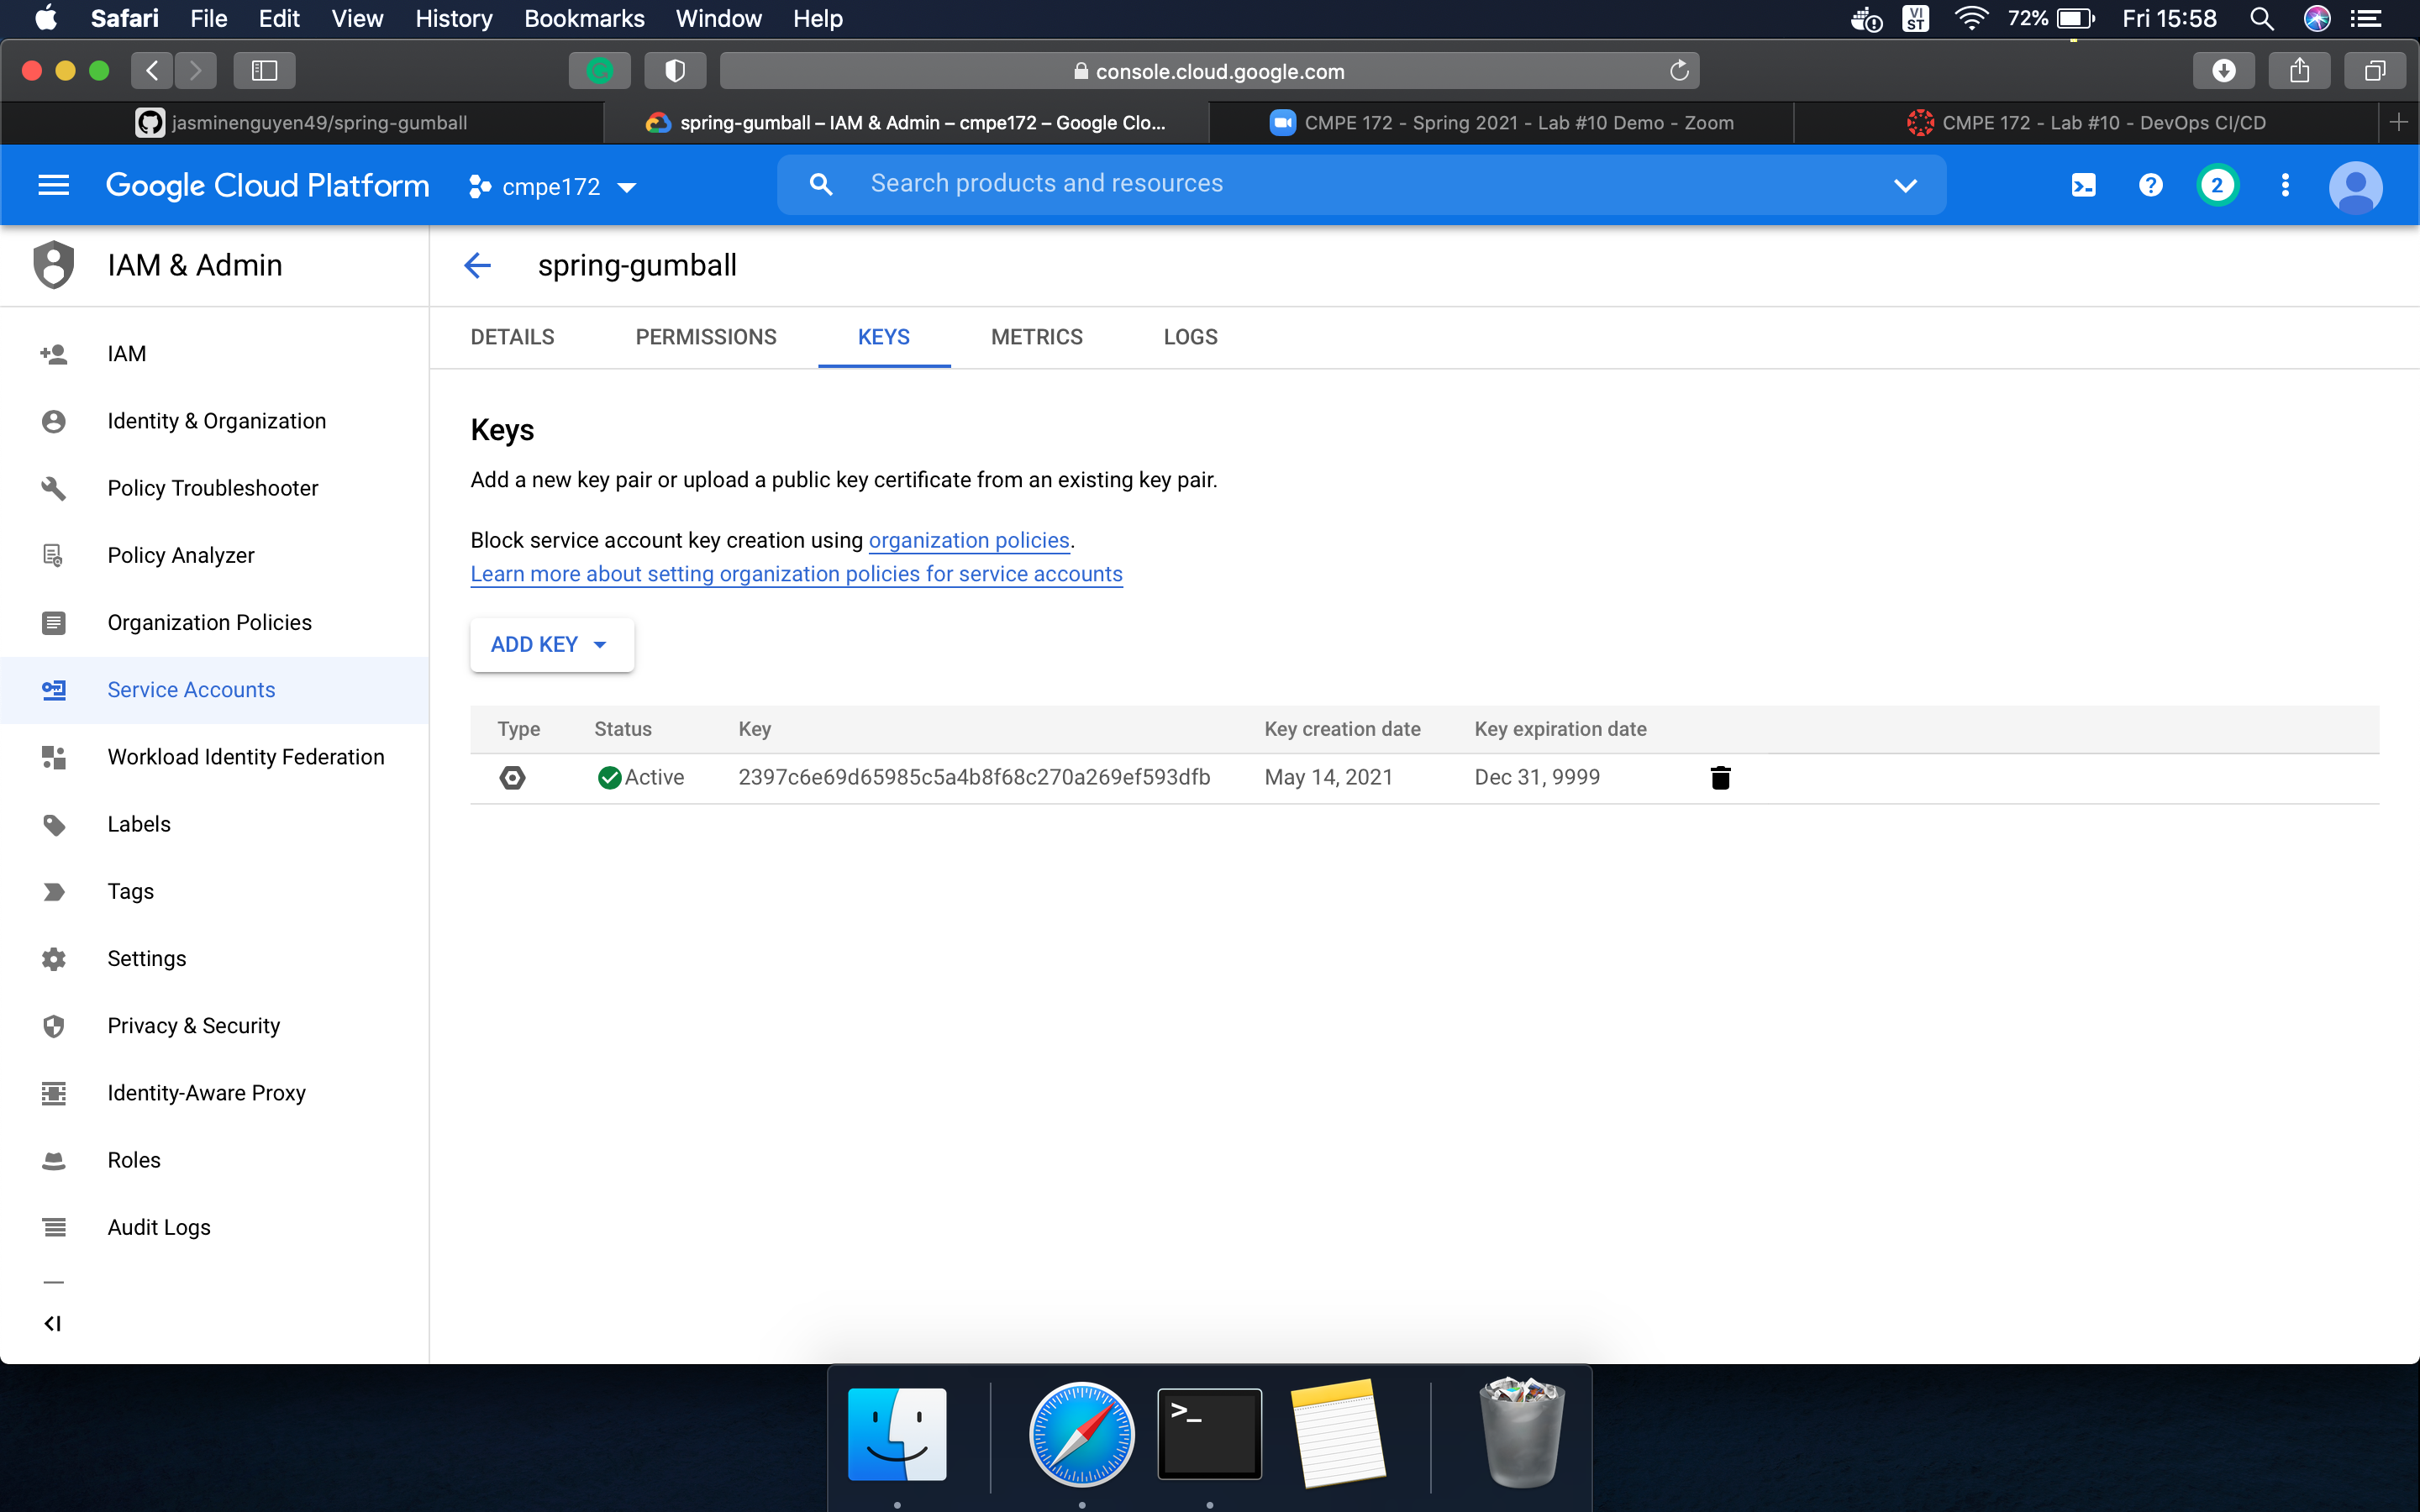 Safari File Edit View History Bookmarks Window Help VI ST 72% Fri 15:58
console.cloud.google.com
jasminenguyen49/spring-gumball spring-gumball – IAM & Admin – cmpe172 – Google Clo... CMPE 172 - Spring 2021 - Lab #10 Demo - Zoom CMPE 172 - Lab #10 - DevOps CI/CD
Google Cloud Platform cmpe172 Search products and resources 2
IAM & Admin
spring-gumball
DETAILS PERMISSIONS KEYS METRICS LOGS
IAM
Identity & Organization
Policy Troubleshooter
Policy Analyzer
Organization Policies
Service Accounts
Workload Identity Federation
Labels
Tags
Settings
Privacy & Security
Identity-Aware Proxy
Roles
Audit Logs
Keys
Add a new key pair or upload a public key certificate from an existing key pair.
Block service account key creation using organization policies.
Learn more about setting organization policies for service accounts
ADD KEY
Type Status Key Key creation date Key expiration date
Active 2397c6e69d65985c5a4b8f68c270a269ef593dfb May 14, 2021 Dec 31, 9999